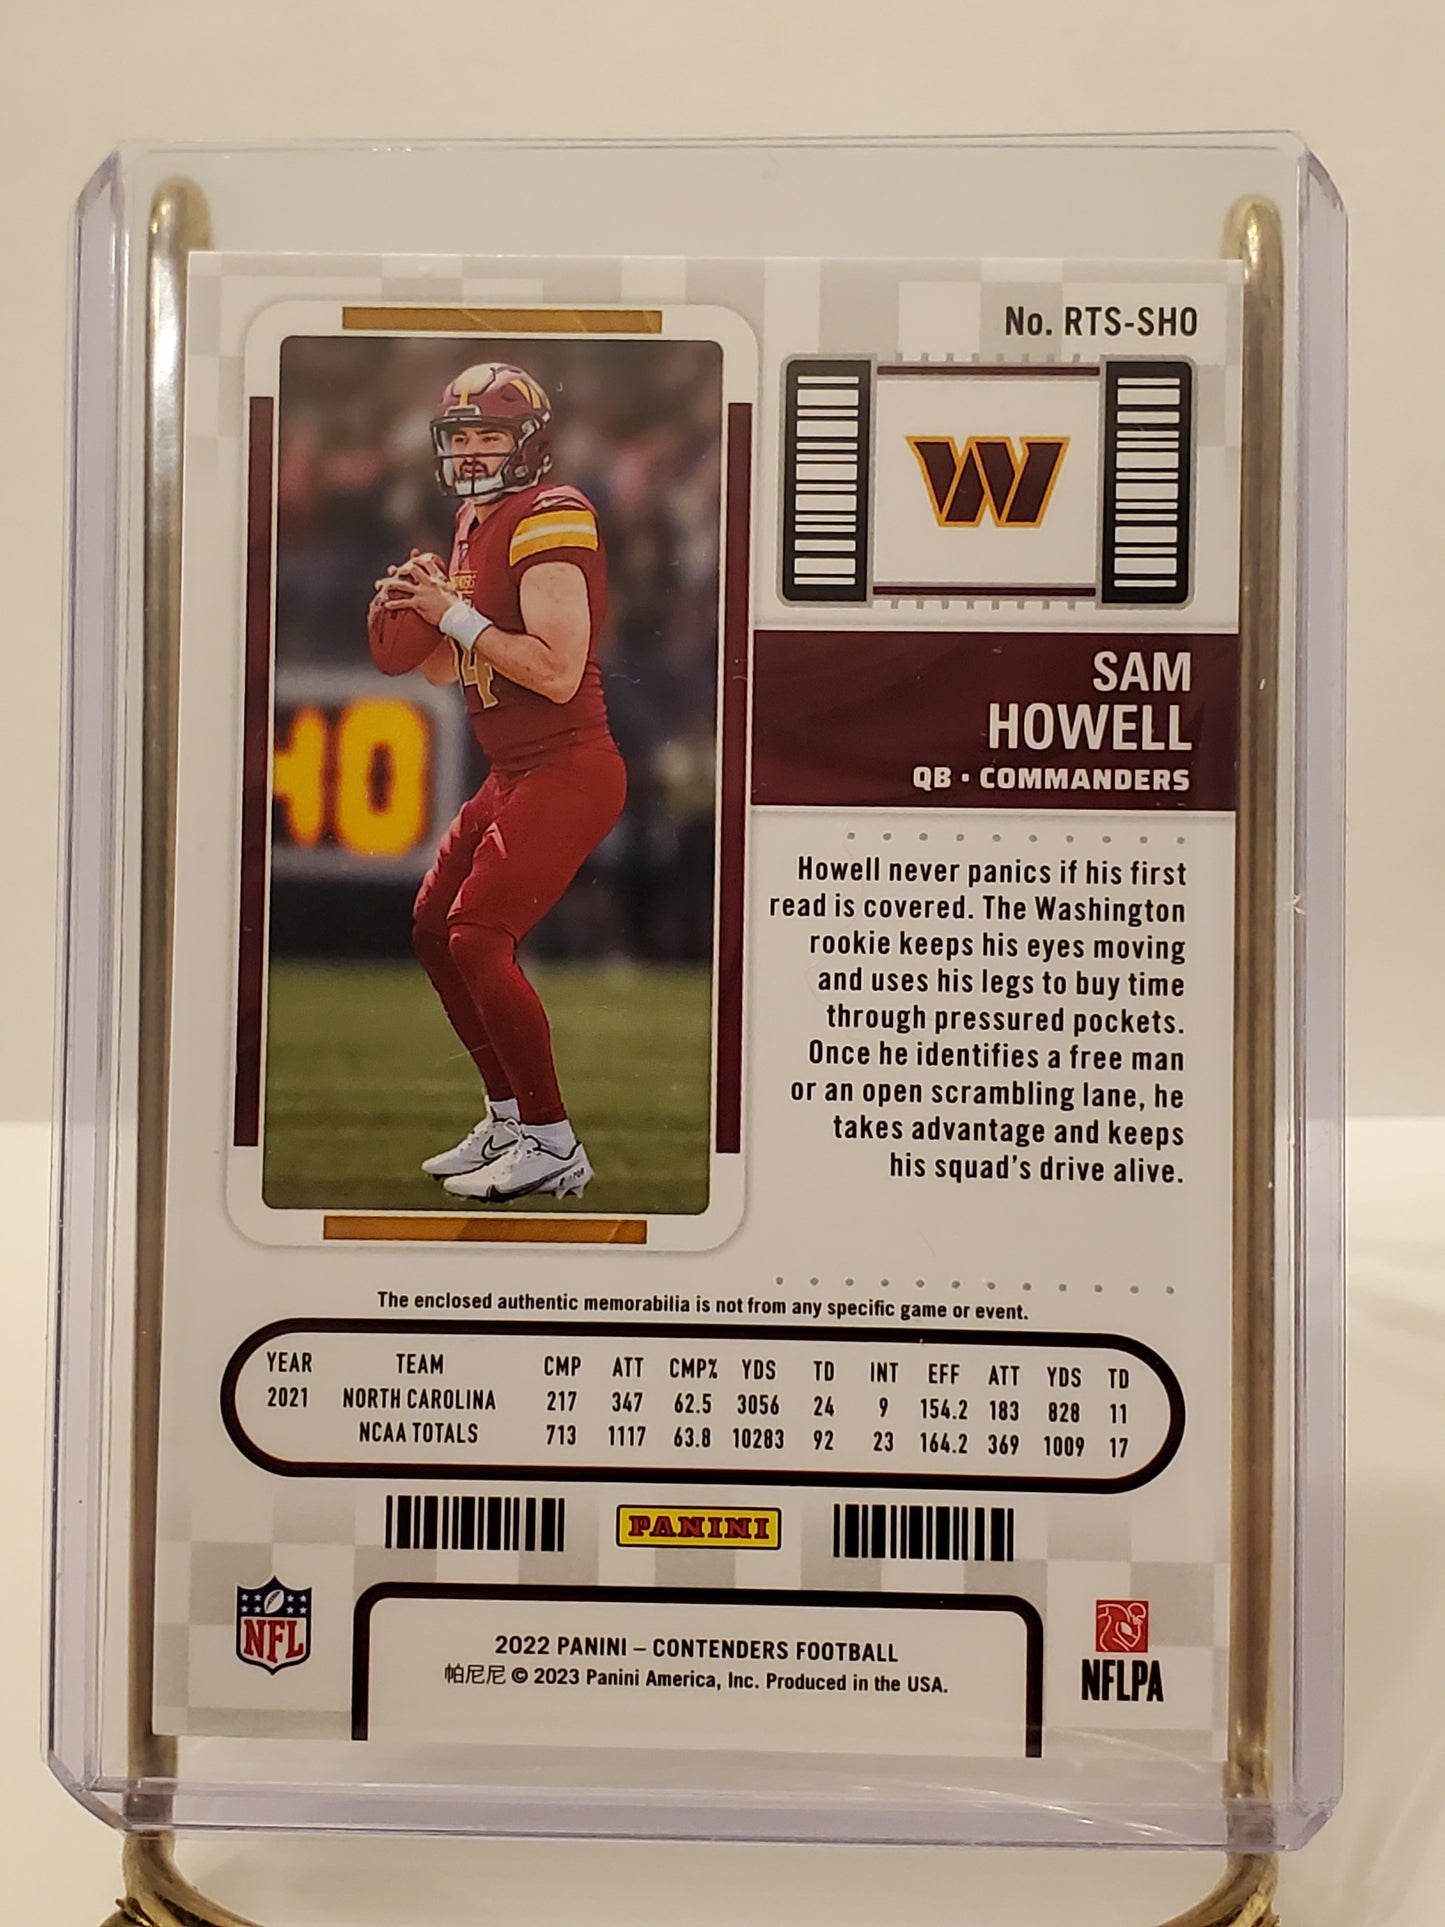 No. RTS-SHO
W
SAM
HOWELL
QB · COMMANDERS
HO
4
Howell never panics if his first
read is covered. The Washington
rookie keeps his eyes moving
and uses his legs to buy time
through pressured pockets.
Once he identifies a free man
or an open scrambling lane, he
takes advantage and keeps
his squad's drive alive.
The enclosed authentic memorabilia is not from any specific game or event.
YEAR TEAM CMP ATT CMP% YDS TD INT EFF ATT YDS TD
2021 NORTH CAROLINA 217 347 62.5 3056 24 9 154.2 183 828 11
NCAA TOTALS 713 1117 63.8 10283 92 23 164.2 369 1009 17
PANINI
NFL
2022 PANINI – CONTENDERS FOOTBALL
帕尼尼 © 2023 Panini America, Inc. Produced in the USA.
NFLPA